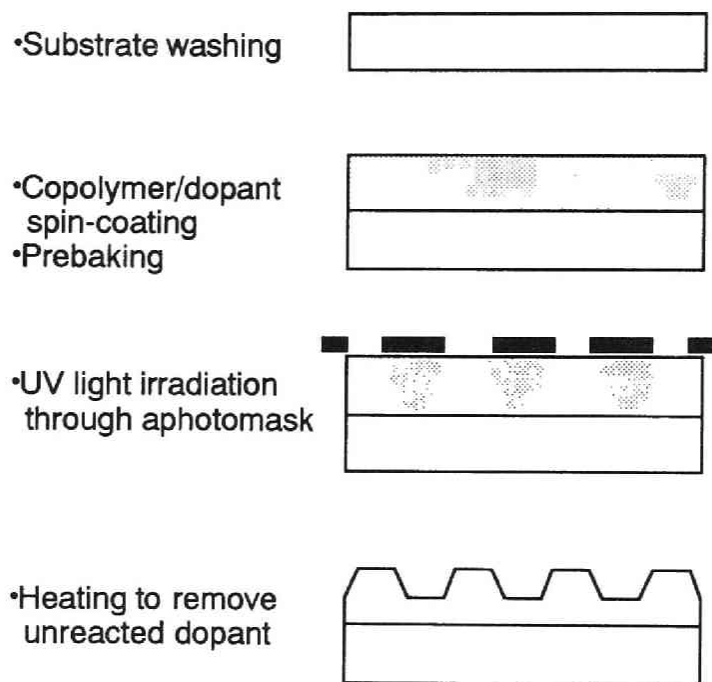 •Substrate washing
•Copolymer/dopant
spin-coating
•Prebaking
•UV light irradiation
through aphotomask
•Heating to remove
unreacted dopant